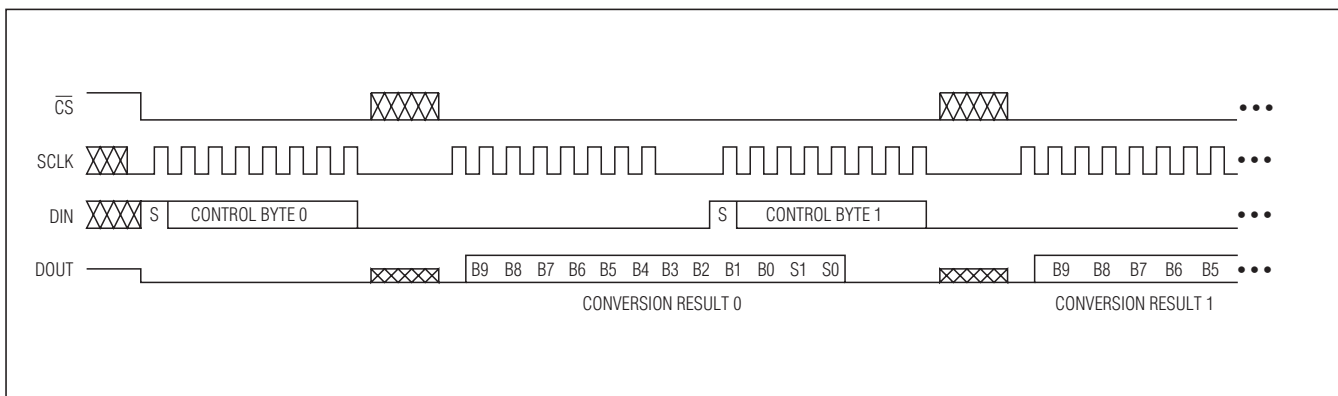 CS
SCLK
DIN S CONTROL BYTE 0 S CONTROL BYTE 1
DOUT B9 B8 B7 B6 B5 B4 B3 B2 B1 B0 S1 S0 B9 B8 B7 B6 B5
CONVERSION RESULT 0 CONVERSION RESULT 1